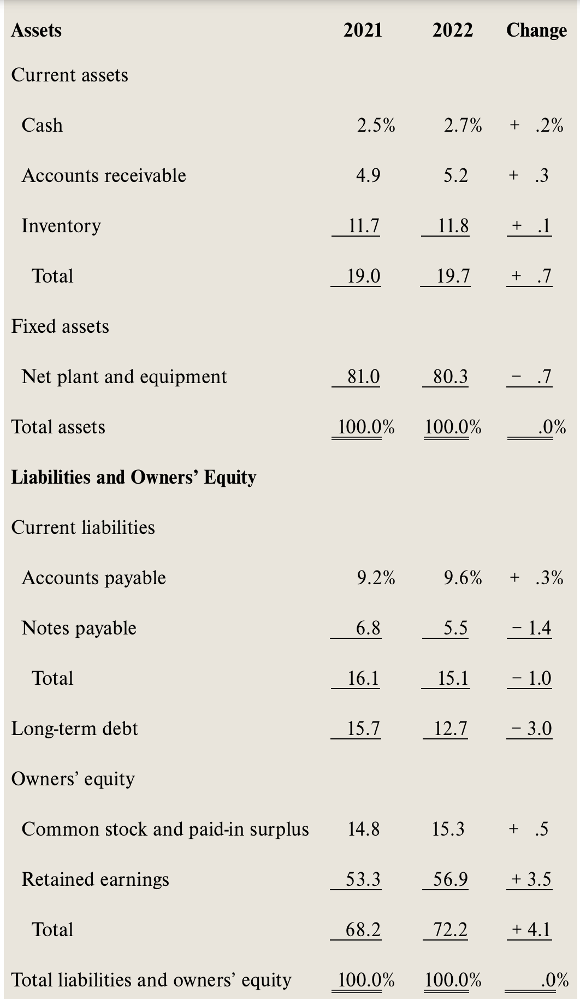 Assets 2021 2022 Change
Current assets
Cash 2.5% 2.7% + .2%
Accounts receivable 4.9 5.2 + .3
Inventory 11.7 11.8 + .1
Total 19.0 19.7 + .7
Fixed assets
Net plant and equipment 81.0 80.3 − .7
Total assets 100.0% 100.0% .0%
Liabilities and Owners’ Equity
Current liabilities
Accounts payable 9.2% 9.6% + .3%
Notes payable 6.8 5.5 − 1.4
Total 16.1 15.1 − 1.0
Long-term debt 15.7 12.7 − 3.0
Owners’ equity
Common stock and paid-in surplus 14.8 15.3 + .5
Retained earnings 53.3 56.9 + 3.5
Total 68.2 72.2 + 4.1
Total liabilities and owners’ equity 100.0% 100.0% .0%